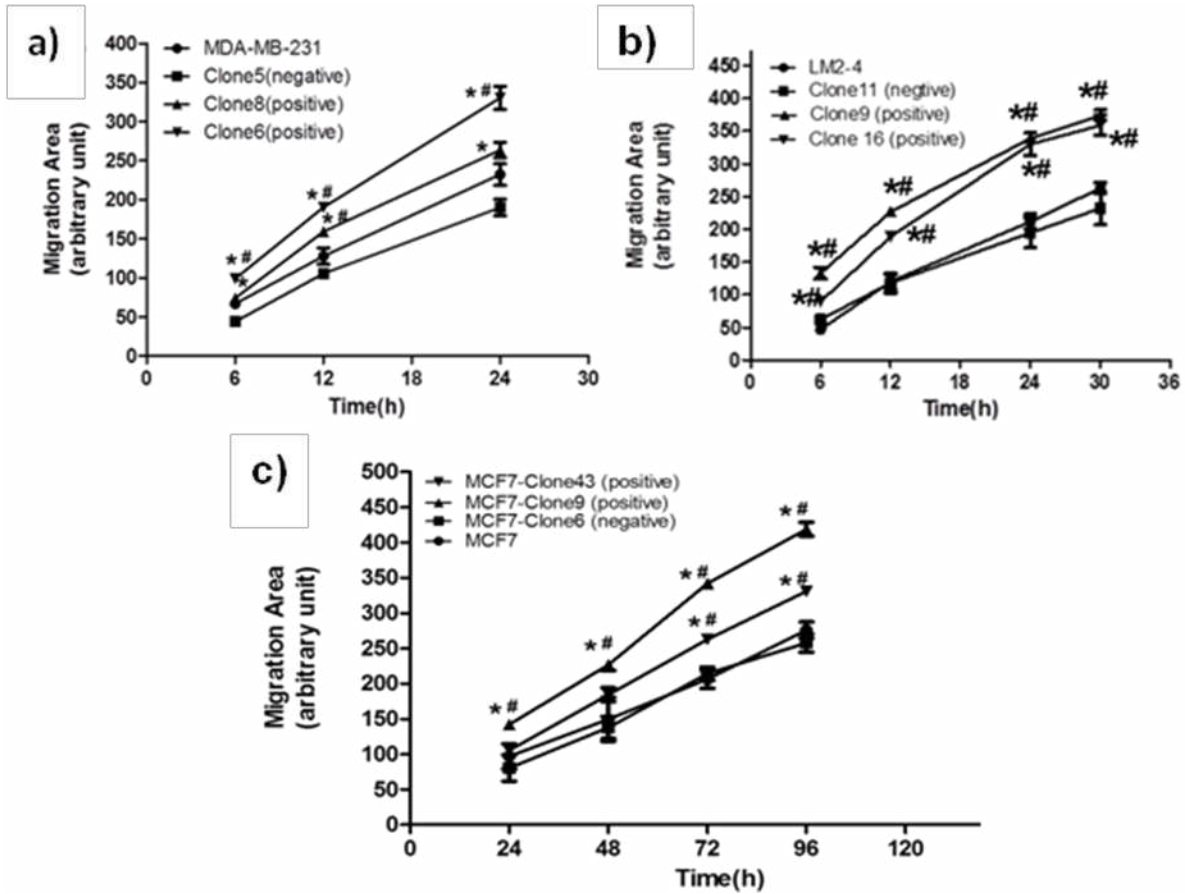 a)
MDA-MB-231
Clone5(negative)
Clone8(positive)
Clone6(positive)
Migration Area
(arbitrary unit)
400
350
300
250
200
150
100
50
0
* #
* #
* #
*
* #
*
0 6 12 18 24 30
Time(h)
b)
LM2-4
Clone11 (negtive)
Clone9 (positive)
Clone 16 (positive)
Migration Area
(arbitrary unit)
450
400
350
300
250
200
150
100
50
0
*#
*#
*#
*#
*#
*#
*#
*#
0 6 12 18 24 30 36
Time(h)
c)
MCF7-Clone43 (positive)
MCF7-Clone9 (positive)
MCF7-Clone6 (negative)
MCF7
Migration Area
(arbitrary unit)
500
450
400
350
300
250
200
150
100
50
0
* #
* #
* #
* #
* #
* #
0 24 48 72 96 120
Time(h)